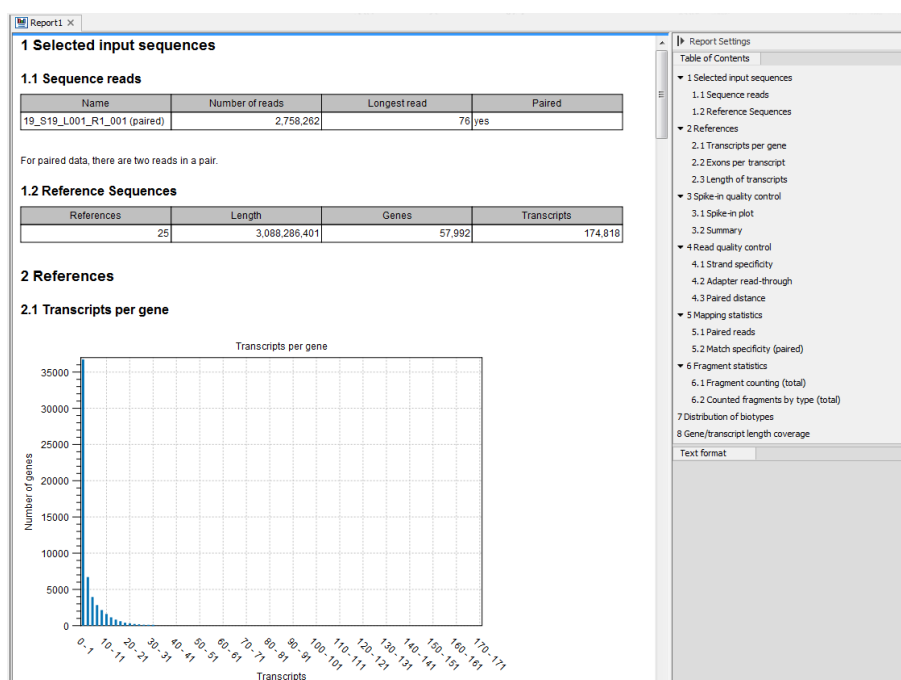 Report1
1 Selected input sequences
1.1 Sequence reads
Name Number of reads Longest read Paired
19_S19_L001_R1_001 (paired) 2,758,262 76 yes
For paired data, there are two reads in a pair.
1.2 Reference Sequences
References Length Genes Transcripts
25 3,088,286,401 57,992 174,818
2 References
2.1 Transcripts per gene
Transcripts per gene
Number of genes
35000
30000
25000
20000
15000
10000
5000
0
0 - 1 10 - 11 20 - 21 30 - 31 40 - 41 50 - 51 60 - 61 70 - 71 80 - 81 90 - 91 100 - 101 110 - 111 120 - 121 130 - 131 140 - 141 150 - 151 160 - 161 170 - 171
Transcripts
Report Settings
Table of Contents
1 Selected input sequences
1.1 Sequence reads
1.2 Reference Sequences
2 References
2.1 Transcripts per gene
2.2 Exons per transcript
2.3 Length of transcripts
3 Spike-in quality control
3.1 Spike-in plot
3.2 Summary
4 Read quality control
4.1 Strand specificity
4.2 Adapter read-through
4.3 Paired distance
5 Mapping statistics
5.1 Paired reads
5.2 Match specificity (paired)
6 Fragment statistics
6.1 Fragment counting (total)
6.2 Counted fragments by type (total)
7 Distribution of biotypes
8 Gene/transcript length coverage
Text format